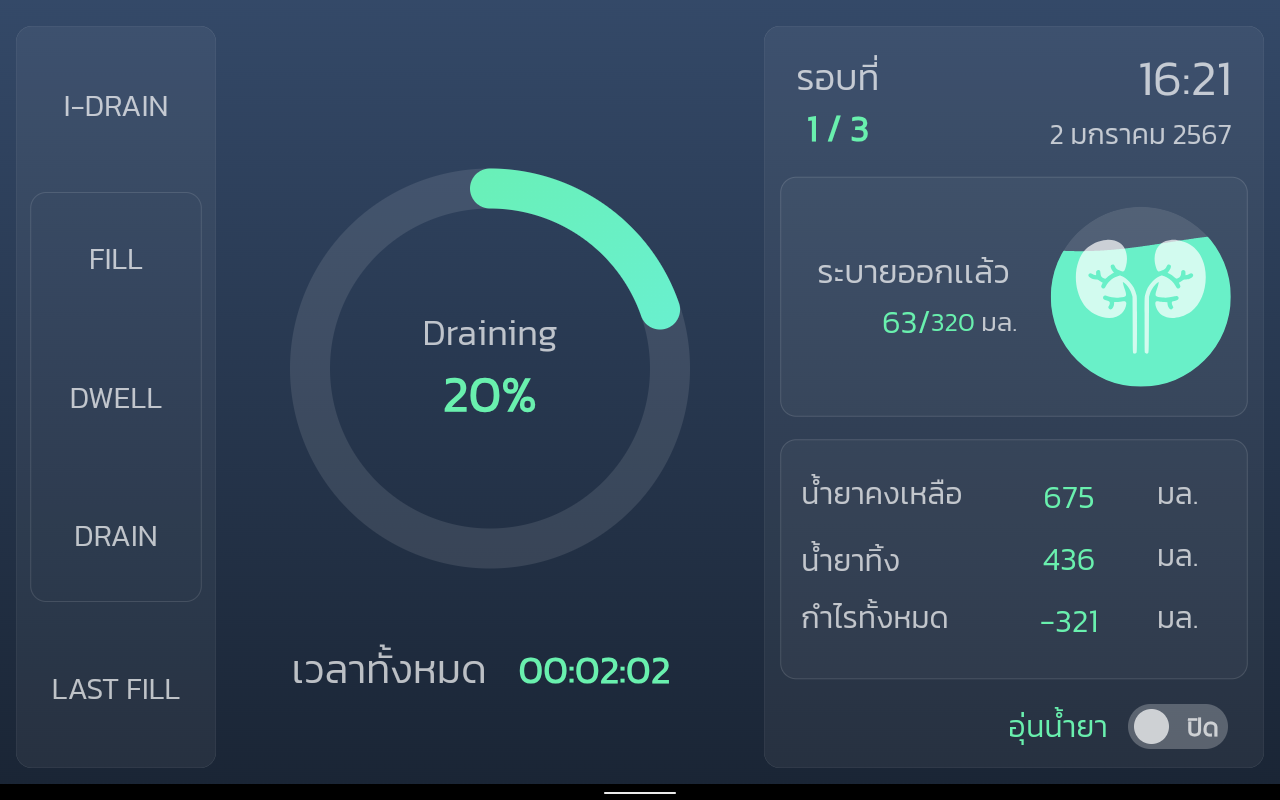 I-DRAIN
FILL
DWELL
DRAIN
LAST FILL
Draining
20%
เวลาทั้งหมด 00:02:02
รอบที่ 16:21
1 / 3 2 มกราคม 2567
ระบายออกแล้ว
63/320 มล.
น้ำยาคงเหลือ 675 มล.
น้ำยาทิ้ง 436 มล.
กำไรทั้งหมด -321 มล.
อุ่นน้ำยา ปิด